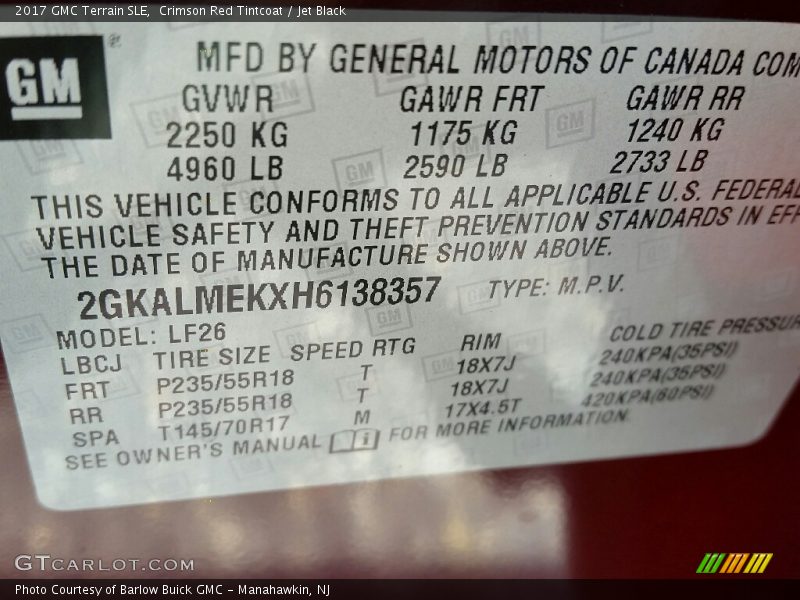 2017 GMC Terrain SLE, Crimson Red Tintcoat / Jet Black
GM
MFD BY GENERAL MOTORS OF CANADA COM
GVWR GAWR FRT GAWR RR
2250 KG 1175 KG 1240 KG
4960 LB 2590 LB 2733 LB
THIS VEHICLE CONFORMS TO ALL APPLICABLE U.S. FEDERAL
VEHICLE SAFETY AND THEFT PREVENTION STANDARDS IN EFF
THE DATE OF MANUFACTURE SHOWN ABOVE.
2GKALMEKXH6138357 TYPE: M.P.V.
MODEL: LF26
LBCJ TIRE SIZE SPEED RTG RIM COLD TIRE PRESSUR
FRT P235/55R18 T 18X7J 240KPA(35PSI)
RR P235/55R18 T 18X7J 240KPA(35PSI)
SPA T145/70R17 M 17X4.5T 420KPA(60PSI)
SEE OWNER'S MANUAL FOR MORE INFORMATION.
GTCARLOT.COM
Photo Courtesy of Barlow Buick GMC - Manahawkin, NJ